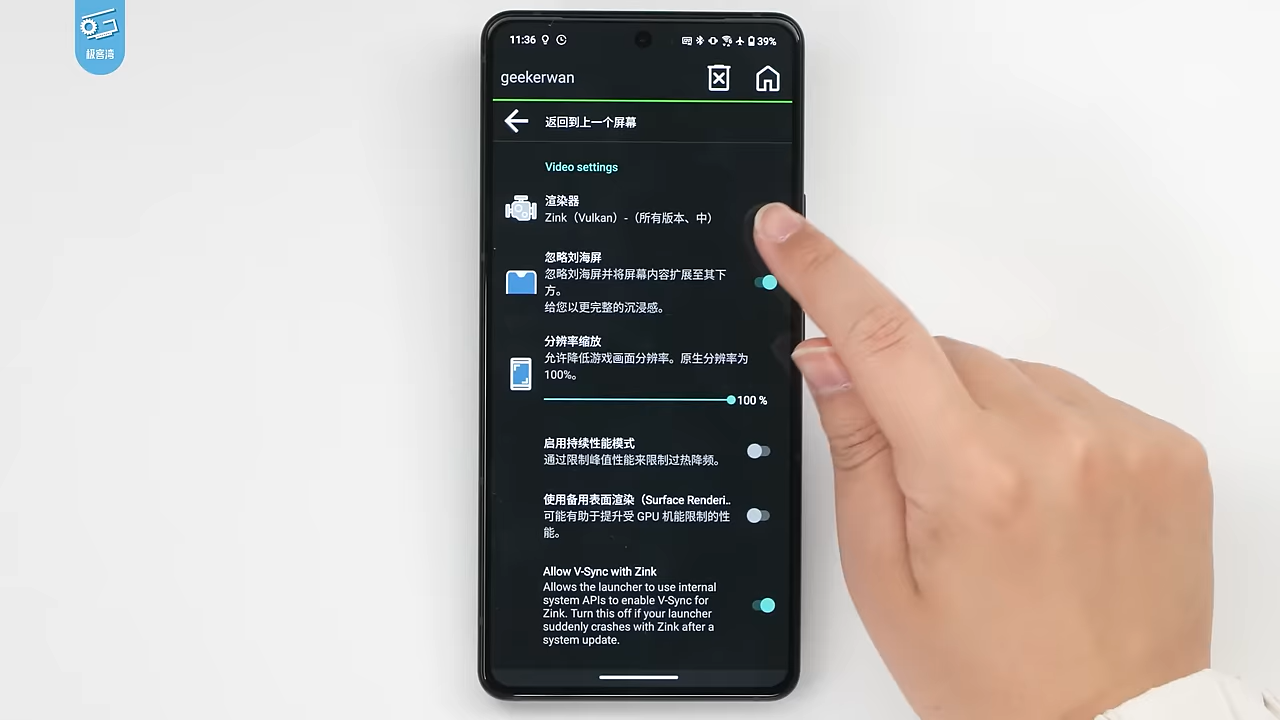 极客湾
11:36
39%
geekerwan
返回到上一个屏幕
Video settings
渲染器
Zink（Vulkan）-（所有版本、中）
忽略刘海屏
忽略刘海屏并将屏幕内容扩展至其下
方。
给您以更完整的沉浸感。
分辨率缩放
允许降低游戏画面分辨率。原生分辨率为
100%。
100 %
启用持续性能模式
通过限制峰值性能来限制过热降频。
使用备用表面渲染（Surface Renderi..
可能有助于提升受 GPU 机能限制的性
能。
Allow V-Sync with Zink
Allows the launcher to use internal
system APIs to enable V-Sync for
Zink. Turn this off if your launcher
suddenly crashes with Zink after a
system update.